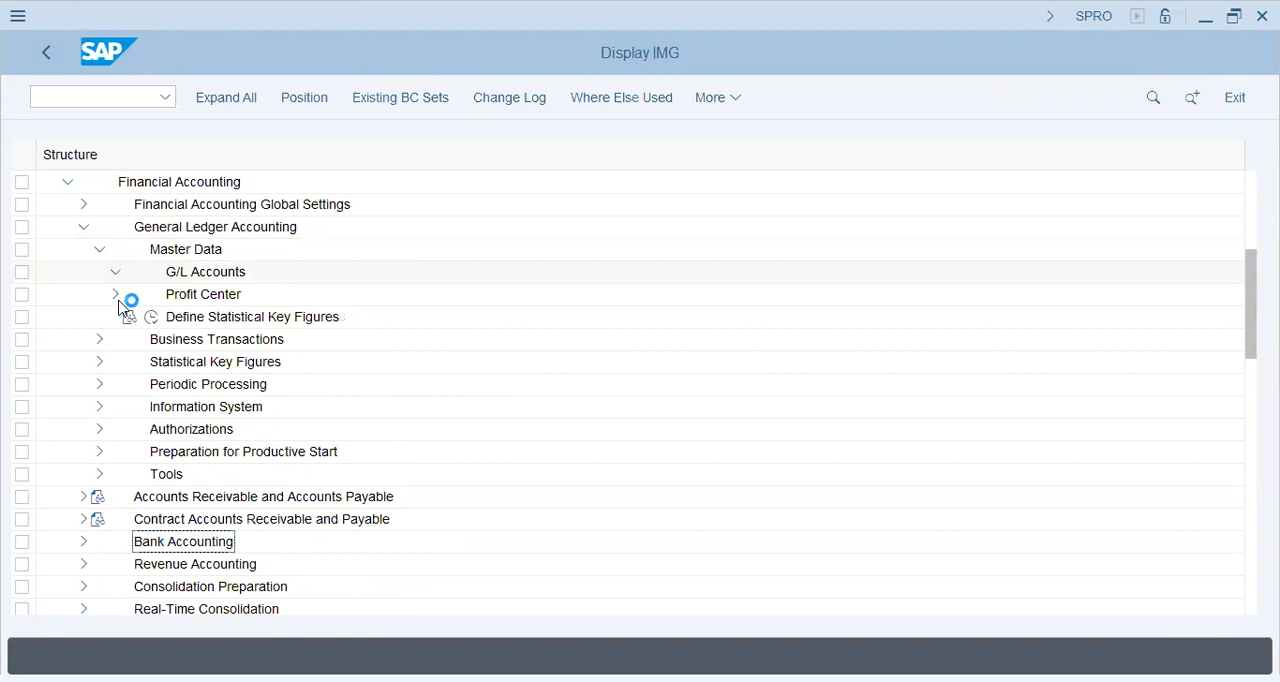 SPRO
SAP
Display IMG
Expand All Position Existing BC Sets Change Log Where Else Used More Exit
Structure
Financial Accounting
Financial Accounting Global Settings
General Ledger Accounting
Master Data
G/L Accounts
Profit Center
Define Statistical Key Figures
Business Transactions
Statistical Key Figures
Periodic Processing
Information System
Authorizations
Preparation for Productive Start
Tools
Accounts Receivable and Accounts Payable
Contract Accounts Receivable and Payable
Bank Accounting
Revenue Accounting
Consolidation Preparation
Real-Time Consolidation